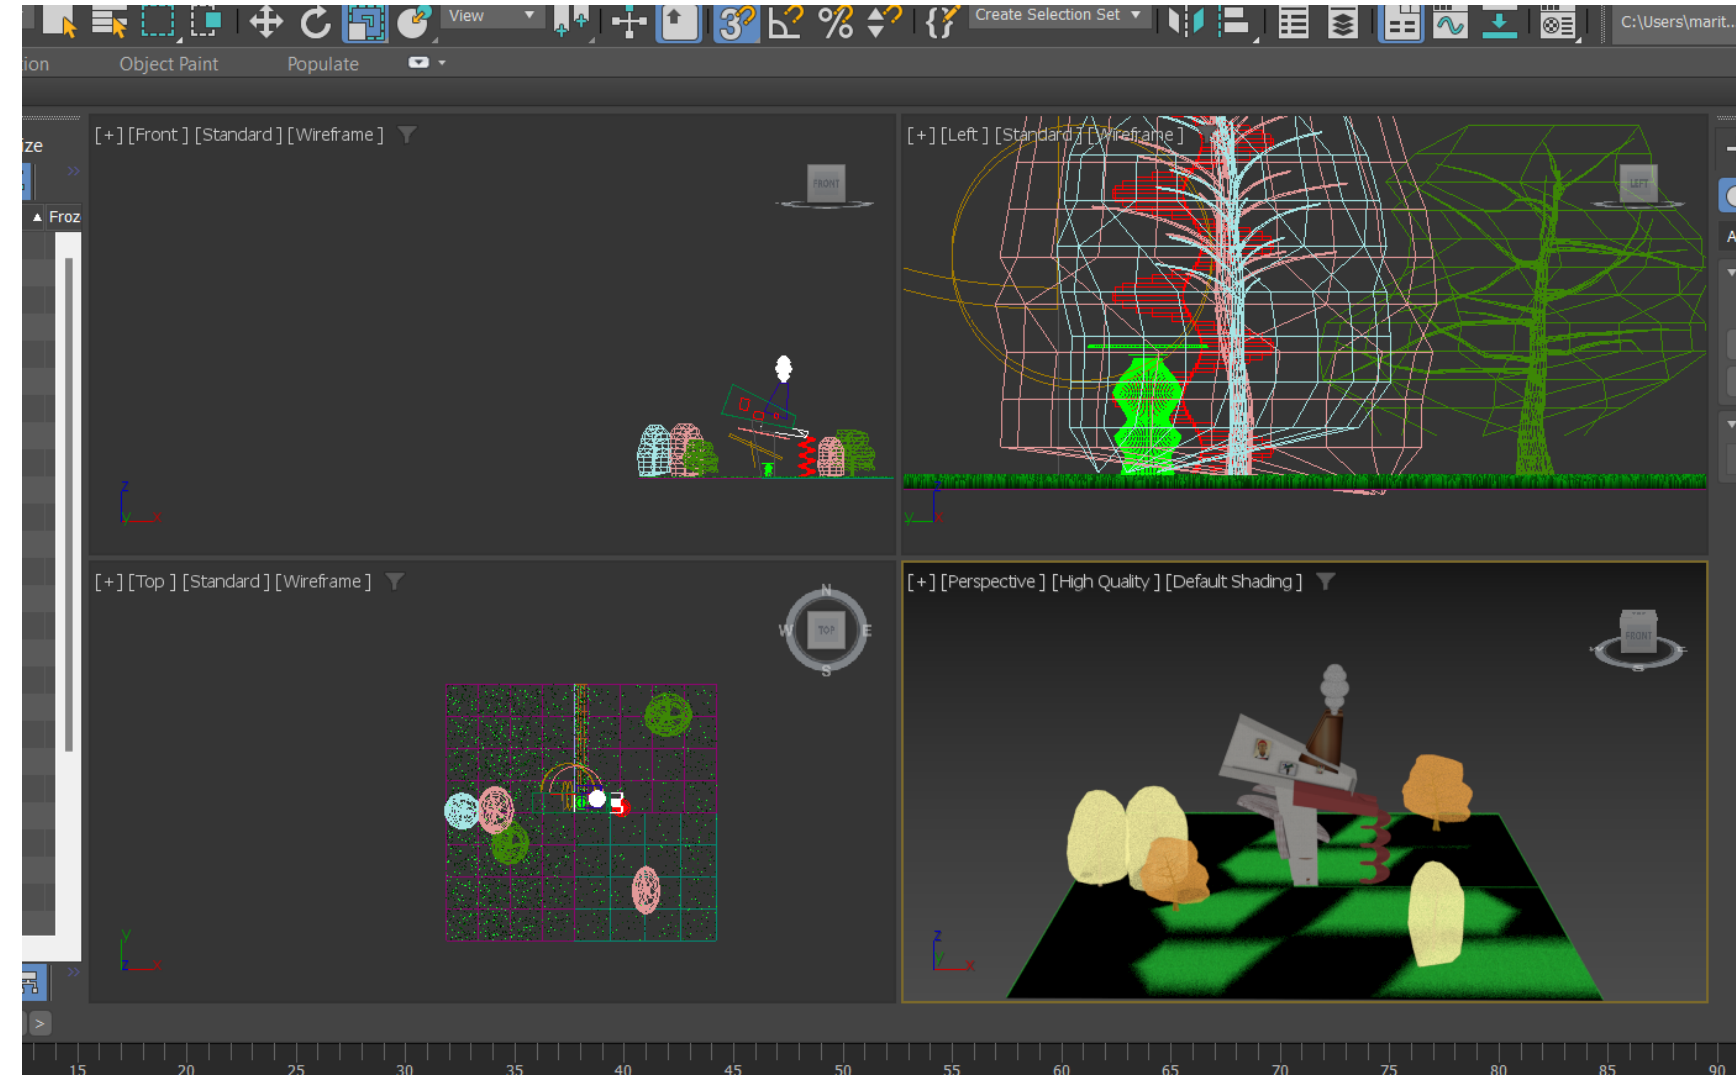 View
3
Create Selection Set
C:\Users\marit...
ion
Object Paint
Populate
ize
Froz
[+] [Front ] [Standard ] [Wireframe ]
FRONT
z
y
x
[+] [Left ] [Standard ] [Wireframe ]
LEFT
z
y
x
A
[+] [Top ] [Standard ] [Wireframe ]
N
W
TOP
E
S
y
z
x
[+] [Perspective ] [High Quality ] [Default Shading ]
FRONT
W
S
E
z
y
x
>
15
20
25
30
35
40
45
50
55
60
65
70
75
80
85
90